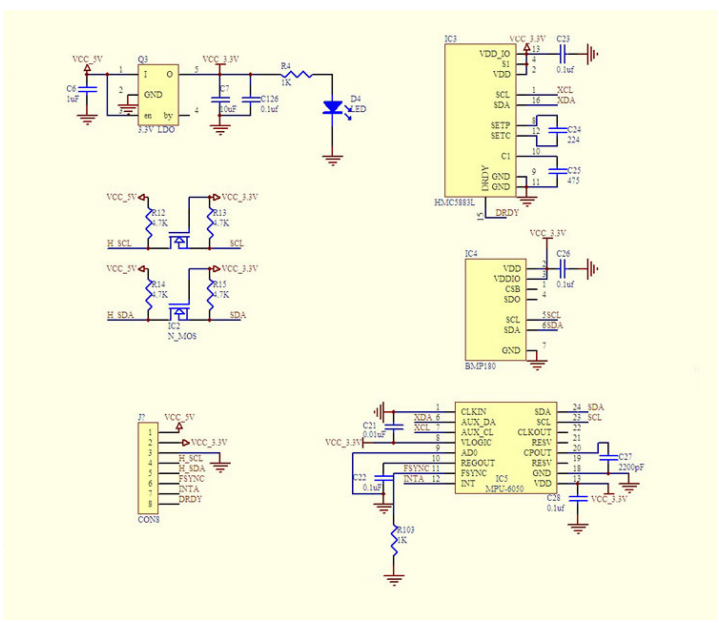 VCC_5V
Q3
VCC_3.3V
R4
1K
1
I
O
5
C6
1uF
2
GND
3
en
by
4
3.3V LDO
C7
10uF
C126
0.1uf
D4
LED
IC3
VCC_3.3V
C23
0.1uf
VDD_IO
13
S1
4
VDD
2
SCL
1
XCL
SDA
16
XDA
SETP
8
SETC
12
C24
224
C1
10
C25
475
GND
9
GND
11
DRDY
15
DRDY
HMC5883L
VCC_5V
VCC_3.3V
R12
4.7K
R13
4.7K
H_SCL
SCL
VCC_5V
VCC_3.3V
R14
4.7K
R15
4.7K
H_SDA
SDA
IC2
N_MOS
VCC_3.3V
IC4
C26
0.1uf
VDD
VDDIO
CSB
1
SDO
4
SCL
5
SCL
SDA
6
SDA
GND
7
BMP180
J?
VCC_5V
1
2
VCC_3.3V
3
4
H_SCL
5
H_SDA
6
FSYNC
7
INTA
8
DRDY
CON8
C21
0.01uF
VCC_3.3V
1
CLKIN
XDA
6
AUX_DA
XCL
7
AUX_CL
8
VLOGIC
9
AD0
10
REGOUT
FSYNC
11
FSYNC
INTA
12
INT
C22
0.1uf
R103
1K
IC5
MPU-6050
SDA
24
SDA
SCL
23
SCL
CLKOUT
22
RESV
21
CPOUT
20
RESV
19
GND
18
VDD
13
C27
2200pF
C28
0.1uf
VCC_3.3V